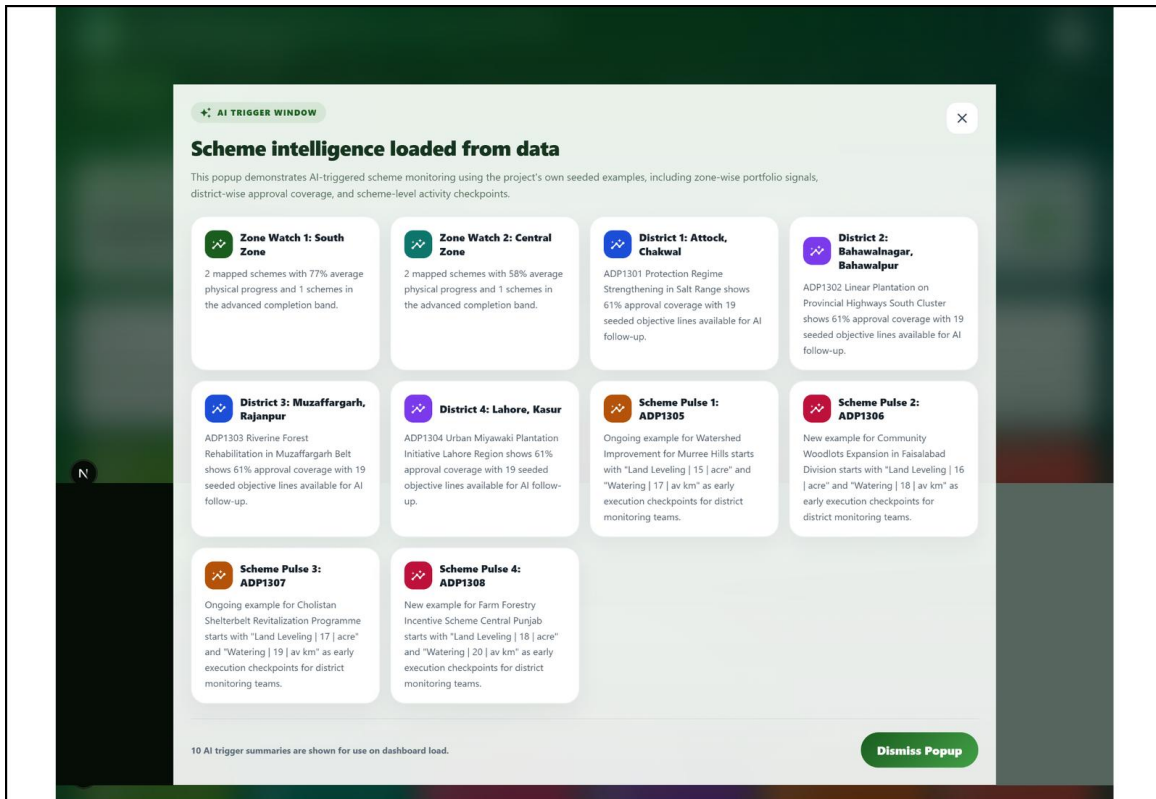 AI TRIGGER WINDOW
Scheme intelligence loaded from data
This popup demonstrates AI-triggered scheme monitoring using the project's own seeded examples, including zone-wise portfolio signals,
district-wise approval coverage, and scheme-level activity checkpoints.
Zone Watch 1: South
Zone
2 mapped schemes with 77% average
physical progress and 1 schemes in
the advanced completion band.
Zone Watch 2: Central
Zone
2 mapped schemes with 58% average
physical progress and 1 schemes in
the advanced completion band.
District 1: Attock,
Chakwal
ADP1301 Protection Regime
Strengthening in Salt Range shows
61% approval coverage with 19
seeded objective lines available for AI
follow-up.
District 2:
Bahawalnagar,
Bahawalpur
ADP1302 Linear Plantation on
Provincial Highways South Cluster
shows 61% approval coverage with 19
seeded objective lines available for AI
follow-up.
District 3: Muzaffargarh,
Rajanpur
ADP1303 Riverine Forest
Rehabilitation in Muzaffargarh Belt
shows 61% approval coverage with 19
seeded objective lines available for AI
follow-up.
District 4: Lahore, Kasur
ADP1304 Urban Miyawaki Plantation
Initiative Lahore Region shows 61%
approval coverage with 19 seeded
objective lines available for AI follow-
up.
Scheme Pulse 1:
ADP1305
Ongoing example for Watershed
Improvement for Murree Hills starts
with "Land Leveling | 15 | acre" and
"Watering | 17 | av km" as early
execution checkpoints for district
monitoring teams.
Scheme Pulse 2:
ADP1306
New example for Community
Woodlots Expansion in Faisalabad
Division starts with "Land Leveling | 16
| acre" and "Watering | 18 | av km" as
early execution checkpoints for
district monitoring teams.
Scheme Pulse 3:
ADP1307
Ongoing example for Cholistan
Shelterbelt Revitalization Programme
starts with "Land Leveling | 17 | acre"
and "Watering | 19 | av km" as early
execution checkpoints for district
monitoring teams.
Scheme Pulse 4:
ADP1308
New example for Farm Forestry
Incentive Scheme Central Punjab
starts with "Land Leveling | 18 | acre"
and "Watering | 20 | av km" as early
execution checkpoints for district
monitoring teams.
N
10 AI trigger summaries are shown for use on dashboard load.
Dismiss Popup